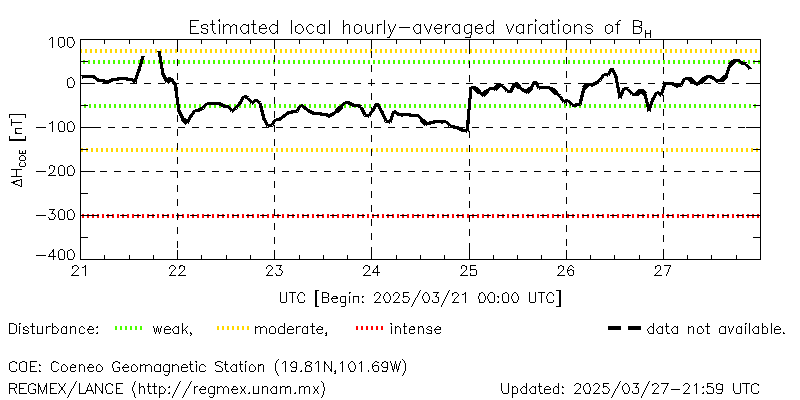 Estimated local hourly-averaged variations of BH
100
0
-100
-200
-300
-400
ΔHCOE [nT]
21 22 23 24 25 26 27
UTC [Begin: 2025/03/21 00:00 UTC]
Disturbance: weak, moderate, intense data not available.
COE: Coeneo Geomagnetic Station (19.81N,101.69W)
REGMEX/LANCE (http://regmex.unam.mx) Updated: 2025/03/27-21:59 UTC